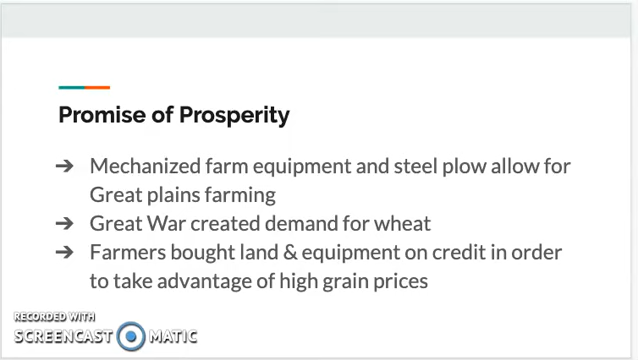 Promise of Prosperity
➔ Mechanized farm equipment and steel plow allow for
Great plains farming
➔ Great War created demand for wheat
➔ Farmers bought land & equipment on credit in order
to take advantage of high grain prices
RECORDED WITH
SCREENCAST MATIC